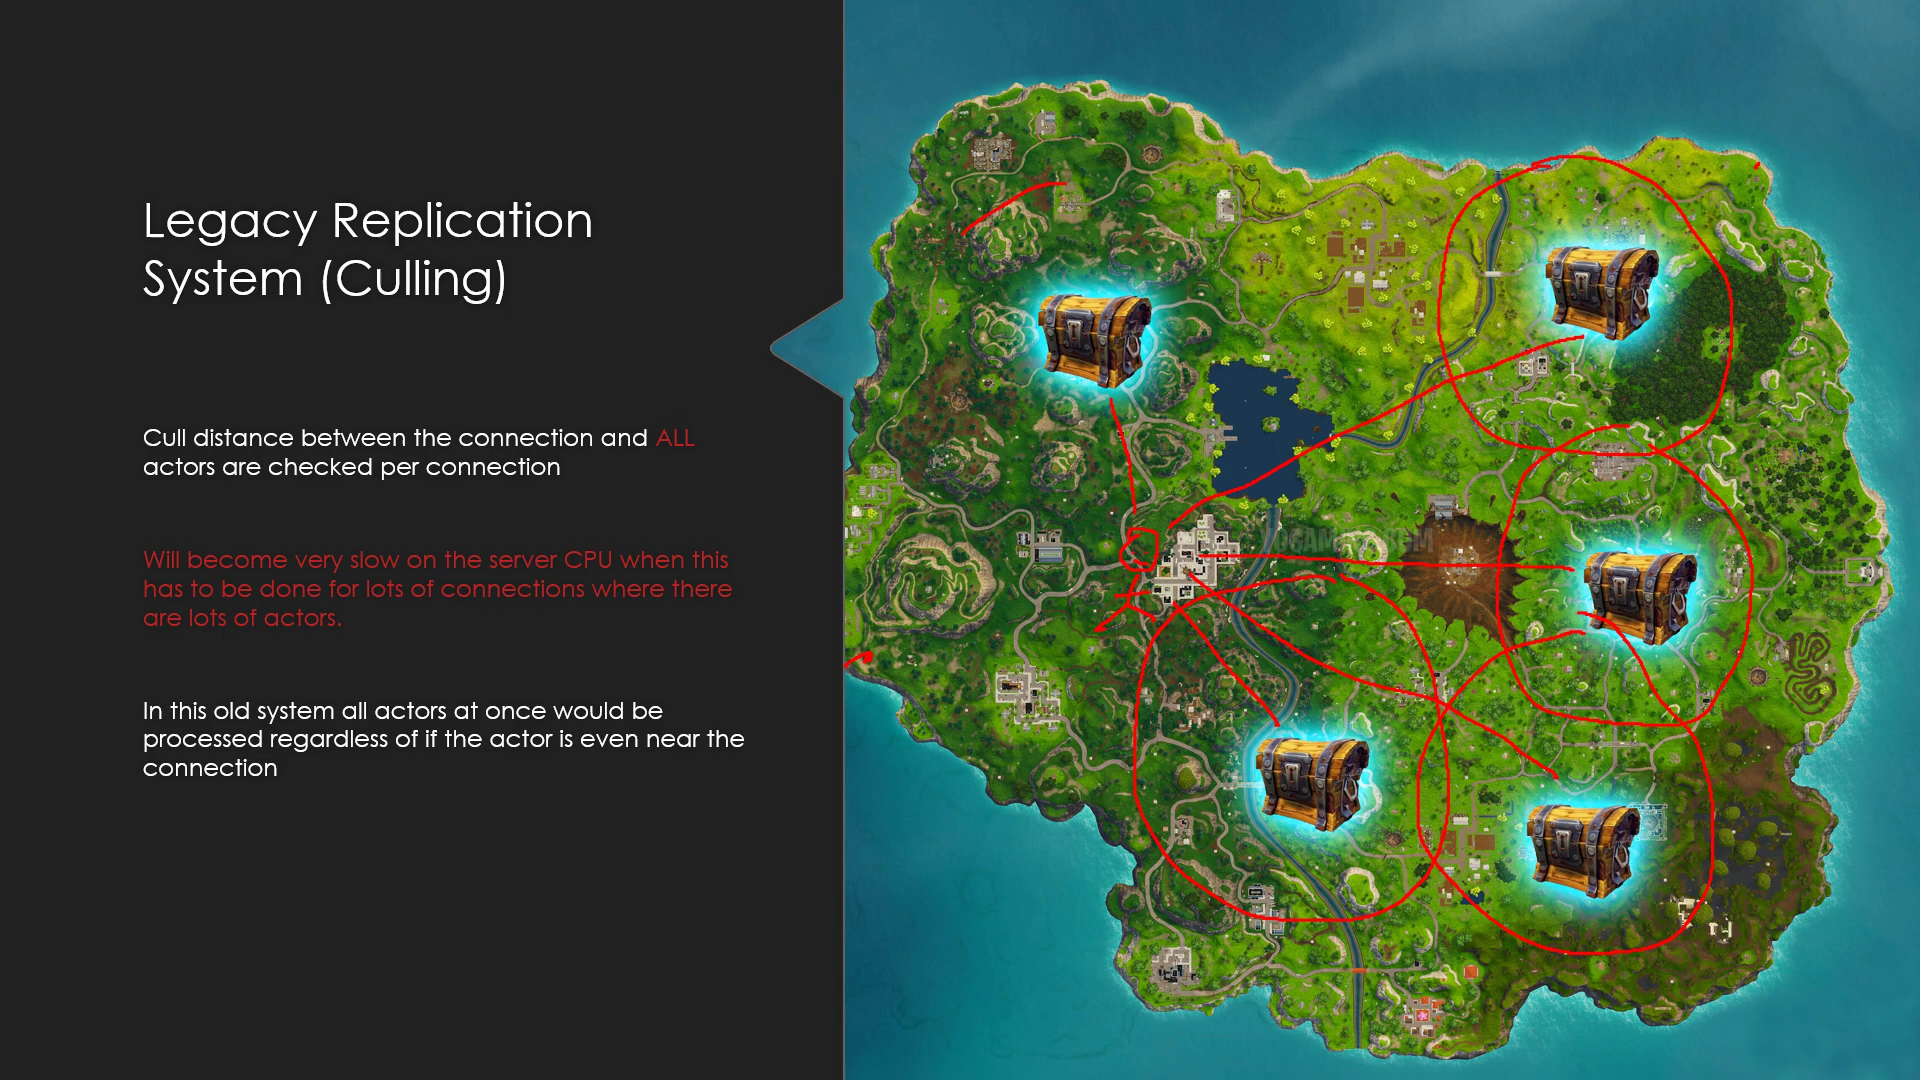 Legacy Replication
System (Culling)
Cull distance between the connection and ALL
actors are checked per connection
Will become very slow on the server CPU when this
has to be done for lots of connections where there
are lots of actors.
In this old system all actors at once would be
processed regardless of if the actor is even near the
connection